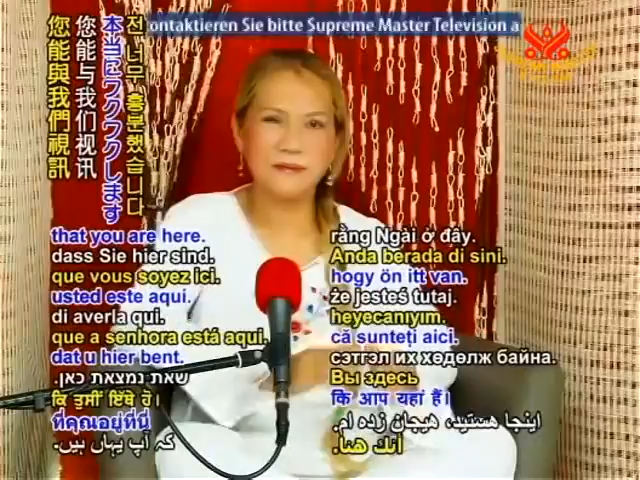 ontaktieren Sie bitte Supreme Master Television a
您能與我們視訊
您能与我们视讯
本当にワクワクします
전 너무 흥분했습니다
that you are here.
dass Sie hier sind.
que vous soyez ici.
usted este aqui.
di averla qui.
que a senhora está aqui.
dat u hier bent.
שאת נמצאת כאן.
ਕਿ ਤੁਸੀਂ ਇੱਥੇ ਹੋ।
ที่คุณอยู่ที่นี่
کہ آپ یہاں ہیں.
rằng Ngài ở đây.
Anda berada di sini.
hogy ön itt van.
że jesteś tutaj.
heyecanıyım.
că sunteți aici.
сэтгэл их хөдөлж байна.
Вы здесь
कि आप यहां हैं।
اینجا هستید، هیجان زده ام.
أنك هنا.